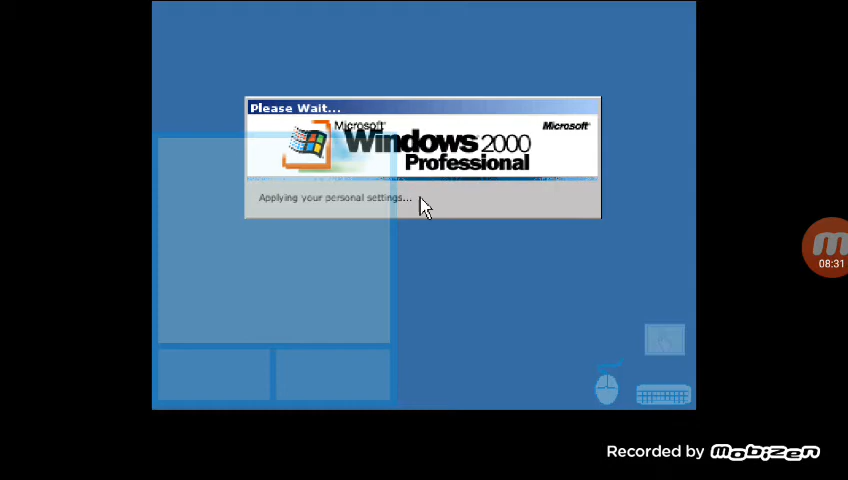 Please Wait...
Microsoft
Microsoft
Windows 2000
Professional
Applying your personal settings...
08:31
Recorded by mobizen